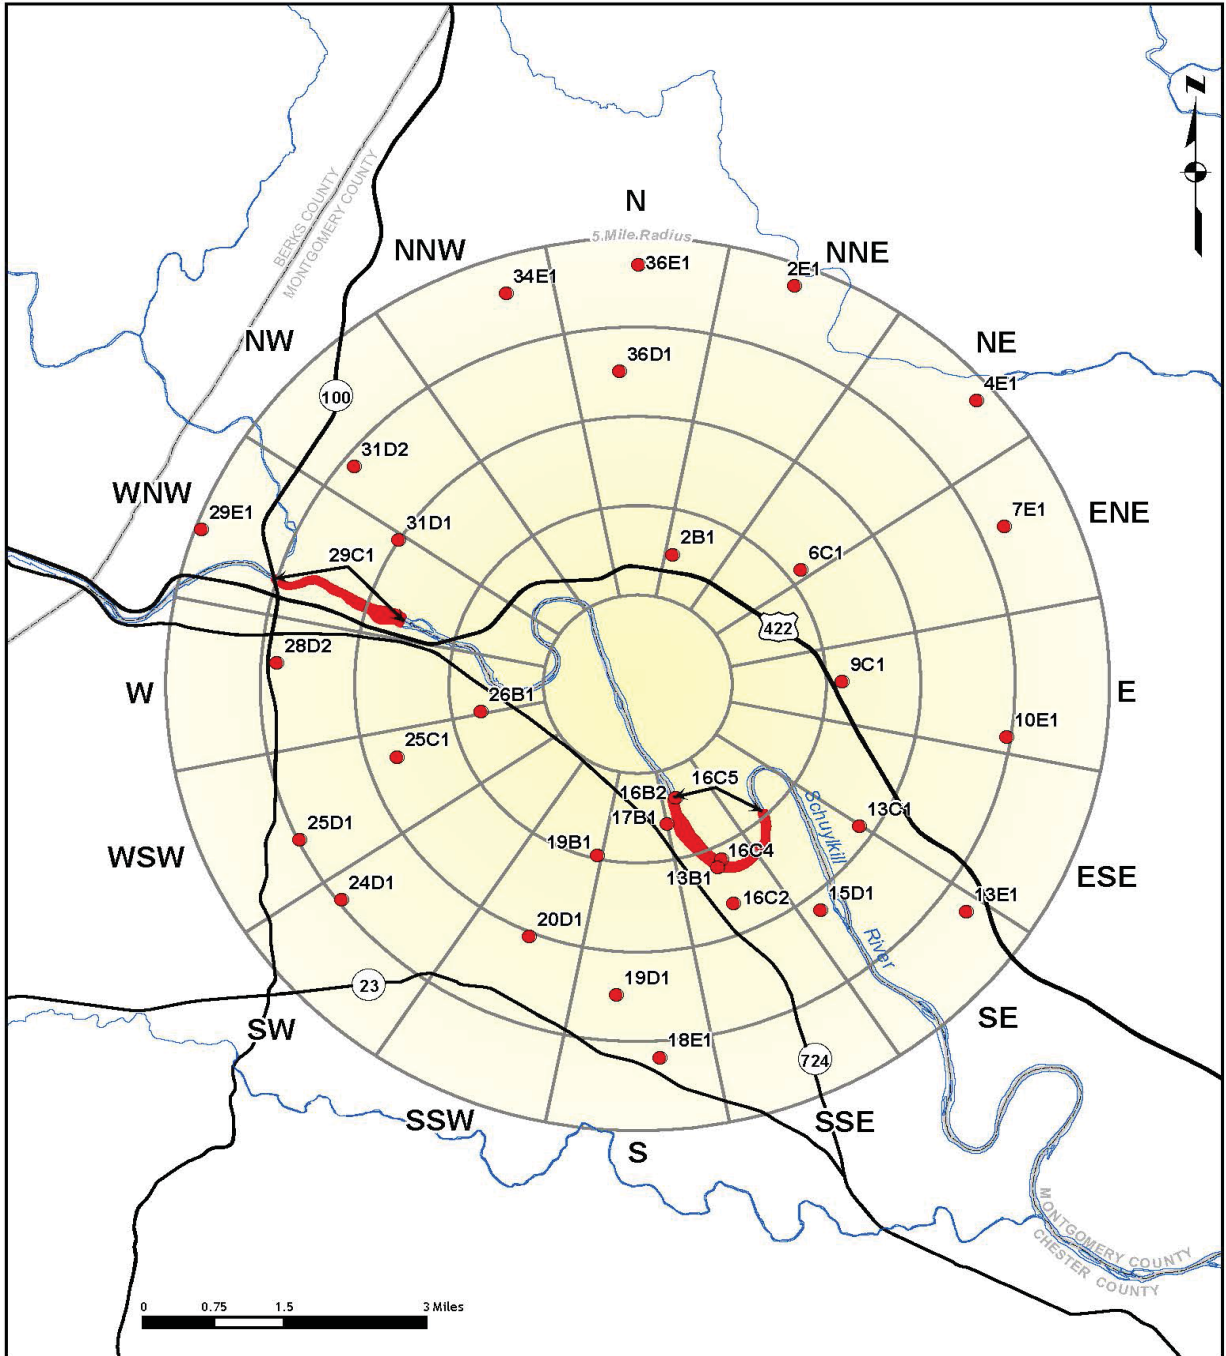 N
BERKS COUNTY
MONTGOMERY COUNTY
N
5 Mile Radius
NNW
NNE
34E1
36E1
2E1
NW
NE
36D1
4E1
100
31D2
WNW
29E1
7E1
ENE
31D1
2B1
6C1
29C1
422
28D2
9C1
W
E
26B1
10E1
25C1
16C5
16B2
Schuylkill
13C1
17B1
25D1
WSW
19B1
16C4
13B1
ESE
24D1
16C2
15D1
13E1
20D1
River
19D1
23
SE
SW
18E1
724
SSW
SSE
S
MONTGOMERY COUNTY
CHESTER COUNTY
0 0.75 1.5 3 Miles